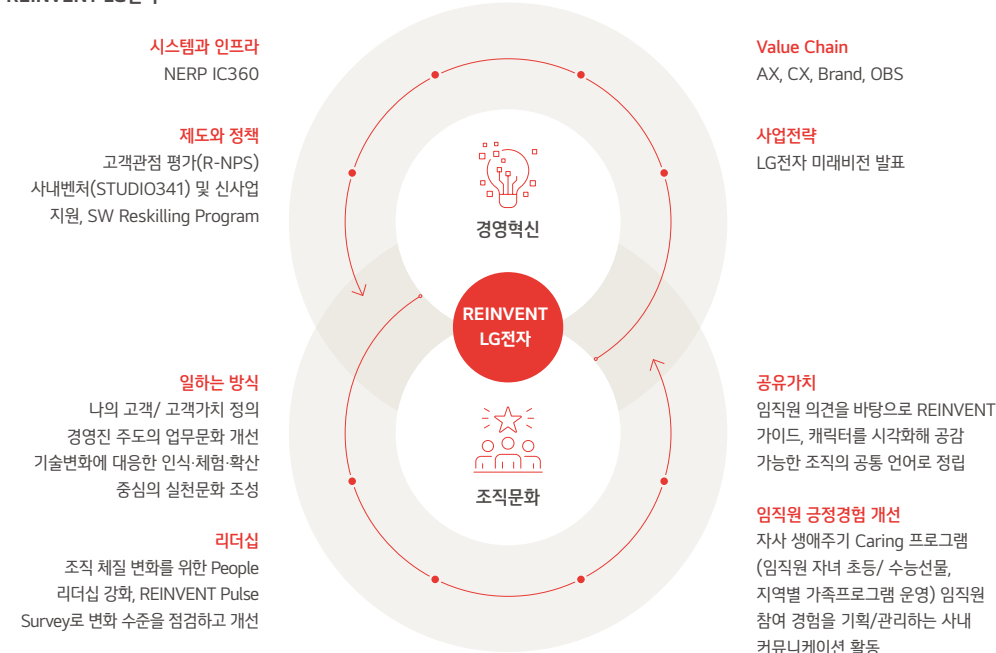 REINVENT LG전자
시스템과 인프라
NERP IC360
제도와 정책
고객관점 평가(R-NPS)
사내벤처(STUDIO341) 및 신사업
지원, SW Reskilling Program
Value Chain
AX, CX, Brand, OBS
사업전략
LG전자 미래비전 발표
경영혁신
REINVENT
LG전자
조직문화
일하는 방식
나의 고객/ 고객가치 정의
경영진 주도의 업무문화 개선
기술변화에 대응한 인식·체험·확산
중심의 실천문화 조성
리더십
조직 체질 변화를 위한 People
리더십 강화, REINVENT Pulse
Survey로 변화 수준을 점검하고 개선
공유가치
임직원 의견을 바탕으로 REINVENT
가이드, 캐릭터를 시각화해 공감
가능한 조직의 공통 언어로 정립
임직원 긍정경험 개선
자사 생애주기 Caring 프로그램
(임직원 자녀 초등/ 수능선물,
지역별 가족프로그램 운영) 임직원
참여 경험을 기획/관리하는 사내
커뮤니케이션 활동